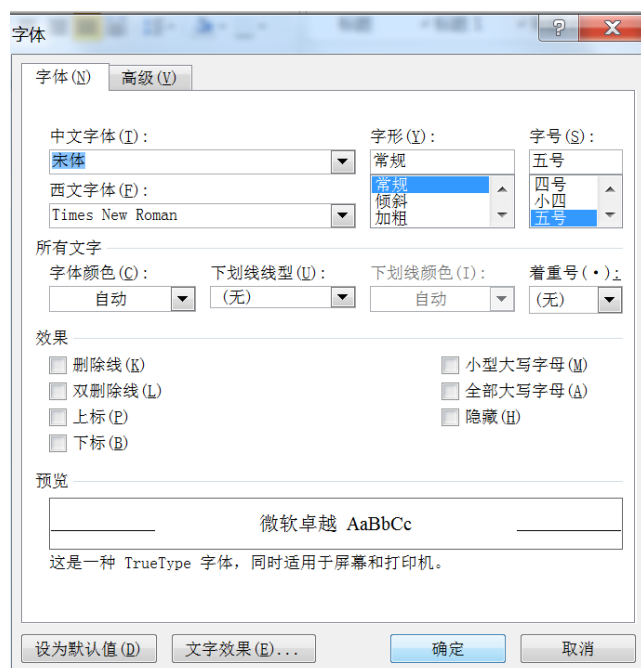 字体
字体(N) 高级(V)
中文字体(T): 字形(Y): 字号(S):
宋体 常规 五号
常规 四号
西文字体(F): 倾斜 小四
Times New Roman 加粗 五号
所有文字
字体颜色(C): 下划线线型(U): 下划线颜色(I): 着重号(·):
自动 (无) 自动 (无)
效果
删除线(K) 小型大写字母(M)
双删除线(L) 全部大写字母(A)
上标(P) 隐藏(H)
下标(B)
预览
微软卓越 AaBbCc
这是一种 TrueType 字体，同时适用于屏幕和打印机。
设为默认值(D) 文字效果(E)... 确定 取消